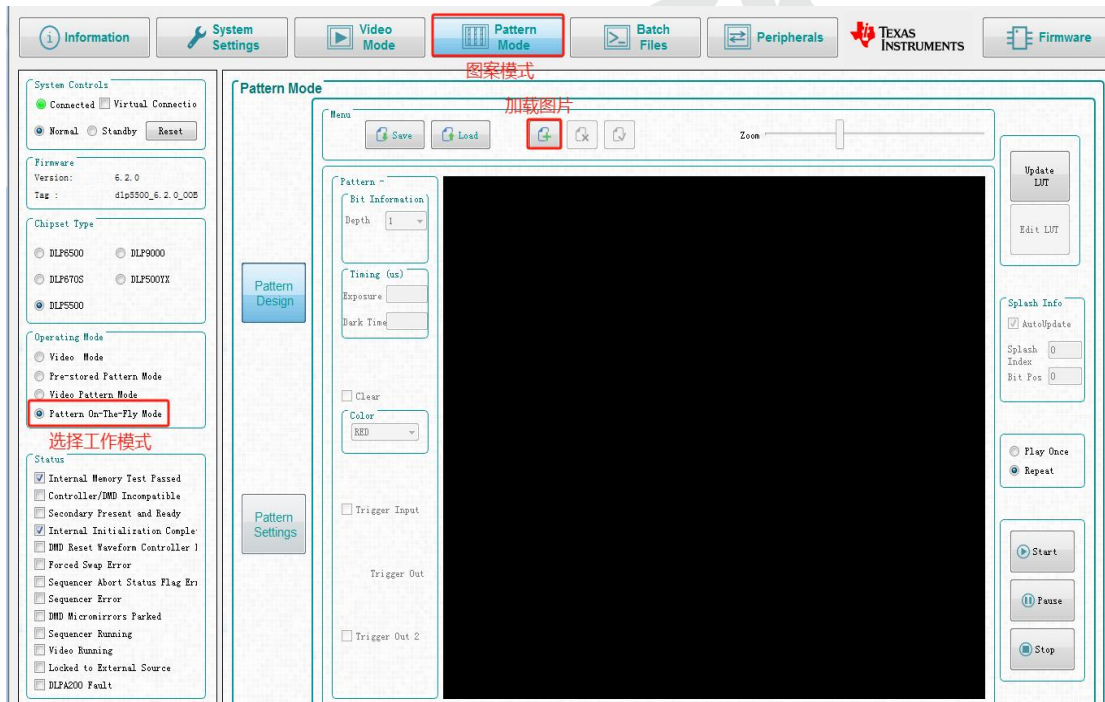 Information
System Settings
Video Mode
Pattern Mode
Batch Files
Peripherals
TEXAS INSTRUMENTS
Firmware
图案模式
System Controls
Connected Virtual Connectio
Normal Standby Reset
Firmware
Version: 6.2.0
Tag : dlp5500_6.2.0_00B
Chipset Type
DLP6500 DLP9000
DLP670S DLP500YX
DLP5500
Operating Mode
Video Mode
Pre-stored Pattern Mode
Video Pattern Mode
Pattern On-The-Fly Mode
选择工作模式
Status
Internal Memory Test Passed
Controller/DMD Incompatible
Secondary Present and Ready
Internal Initialization Comple
DMD Reset Waveform Controller
Forced Swap Error
Sequencer Abort Status Flag Err
Sequencer Error
DMD Micromirrors Parked
Sequencer Running
Video Running
Locked to External Source
DLPA200 Fault
Pattern Mode
加载图片
Menu
Save Load Zoom
Pattern Design
Pattern Settings
Pattern -
Bit Information
Depth 1
Timing (us)
Exposure
Dark Time
Clear
Color
RED
Trigger Input
Trigger Out
Trigger Out 2
Update LUT
Edit LUT
Splash Info
AutoUpdate
Splash Index 0
Bit Pos 0
Play Once
Repeat
Start
Pause
Stop